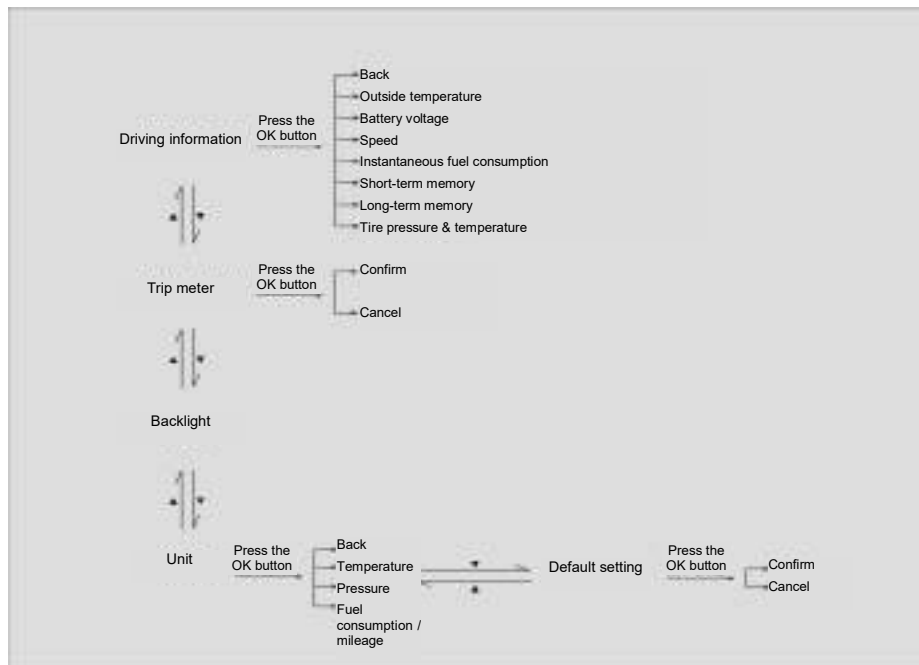 Back
Outside temperature
Battery voltage
Press the
OK button
Driving information
Speed
Instantaneous fuel consumption
Short-term memory
Long-term memory
Tire pressure & temperature
Press the
OK button
Trip meter
Confirm
Cancel
Backlight
Unit
Press the
OK button
Back
Temperature
Pressure
Fuel
consumption /
mileage
Default setting
Press the
OK button
Confirm
Cancel